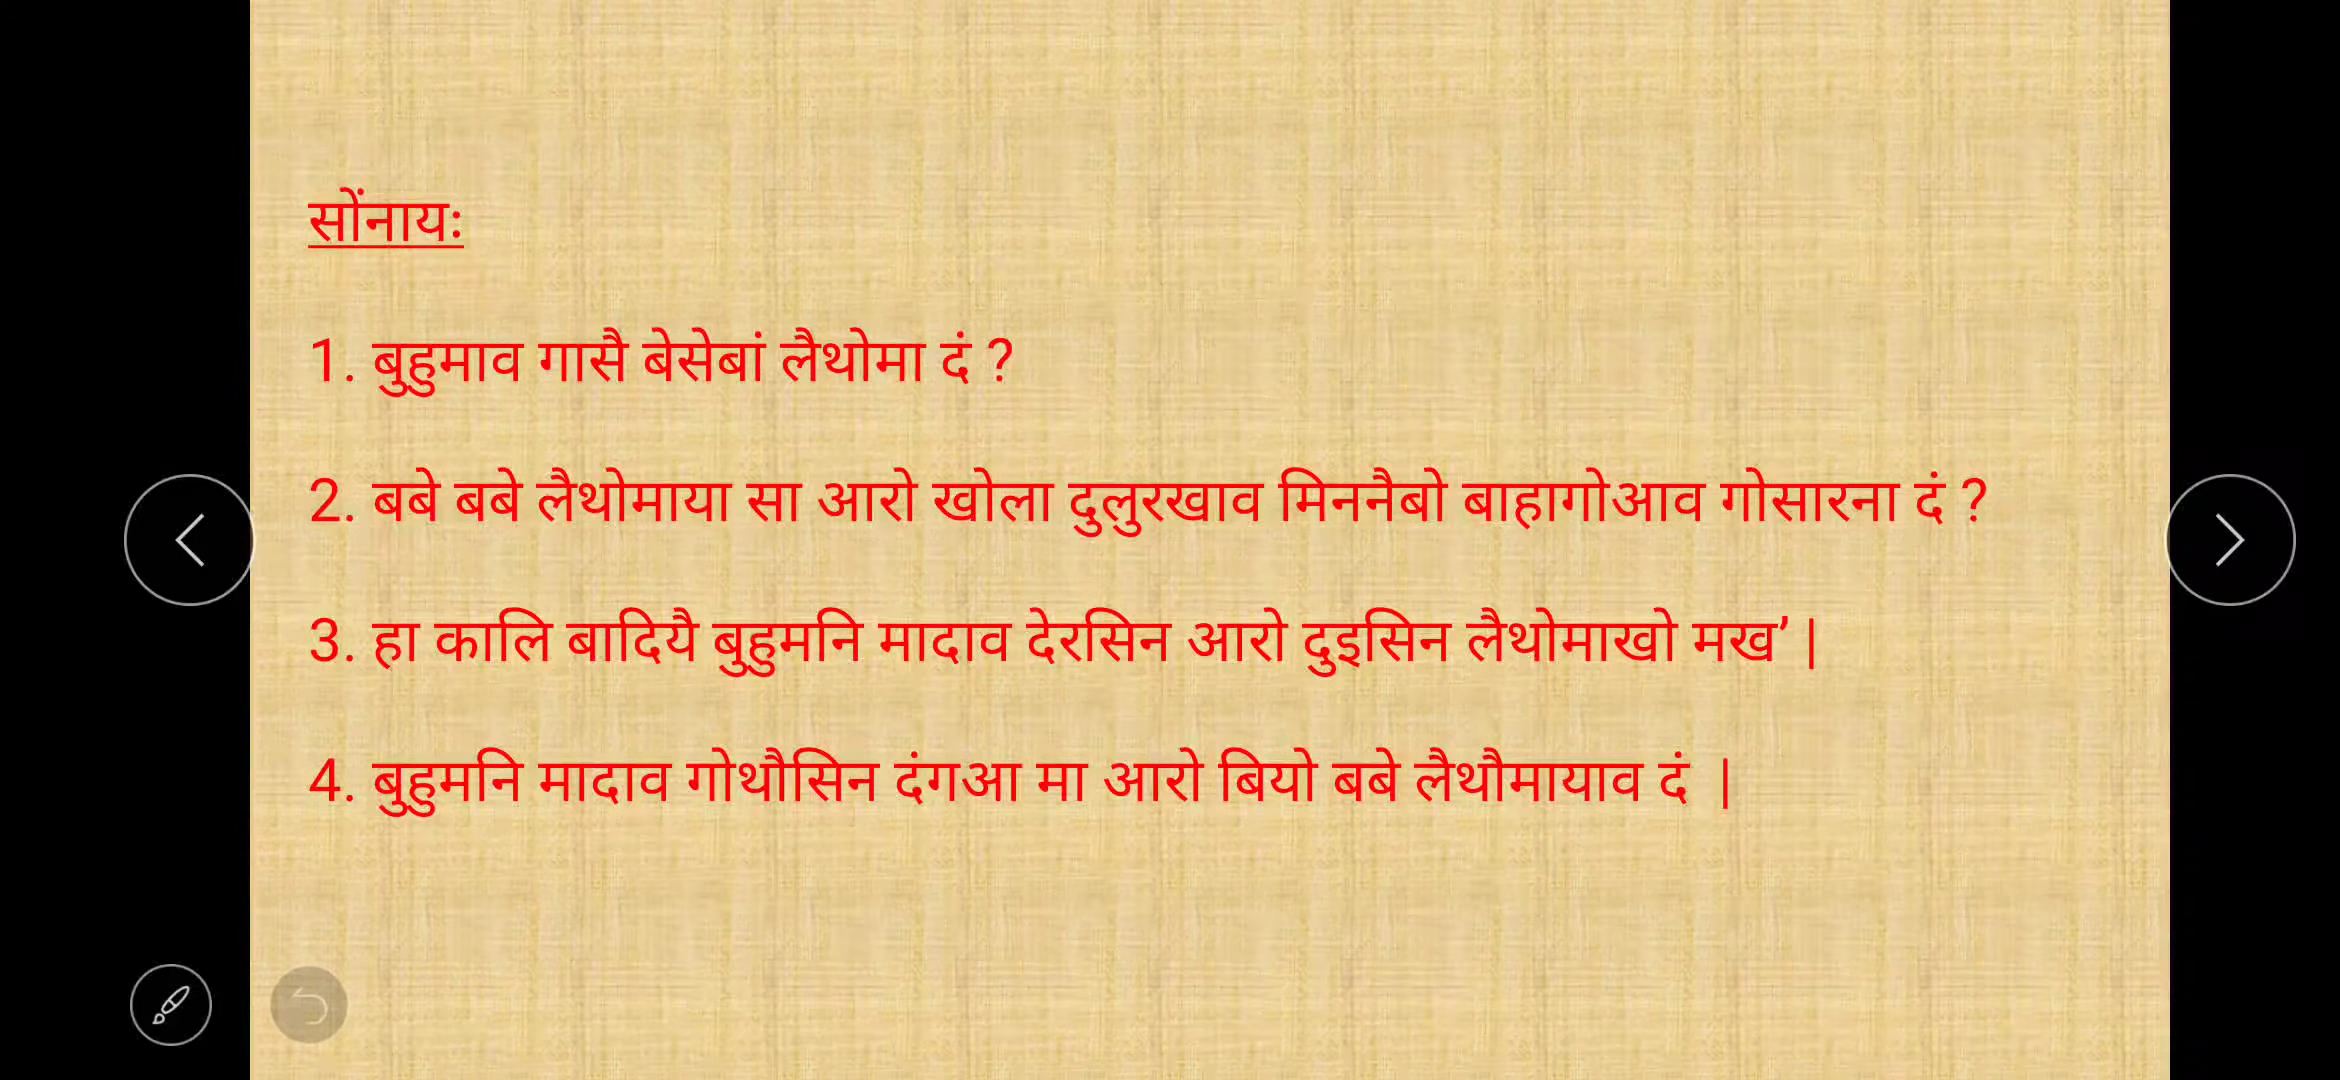 सोंनायः
1. बुहुमाव गासै बेसेबां लैथोमा दं ?
2. बबे बबे लैथोमाया सा आरो खोला दुलुरखाव मिननैबो बाहागोआव गोसारना दं ?
3. हा कालि बादियै बुहुमनि मादाव देरसिन आरो दुइसिन लैथोमाखो मख’ |
4. बुहुमनि मादाव गोथौसिन दंगआ मा आरो बियो बबे लैथौमायाव दं |